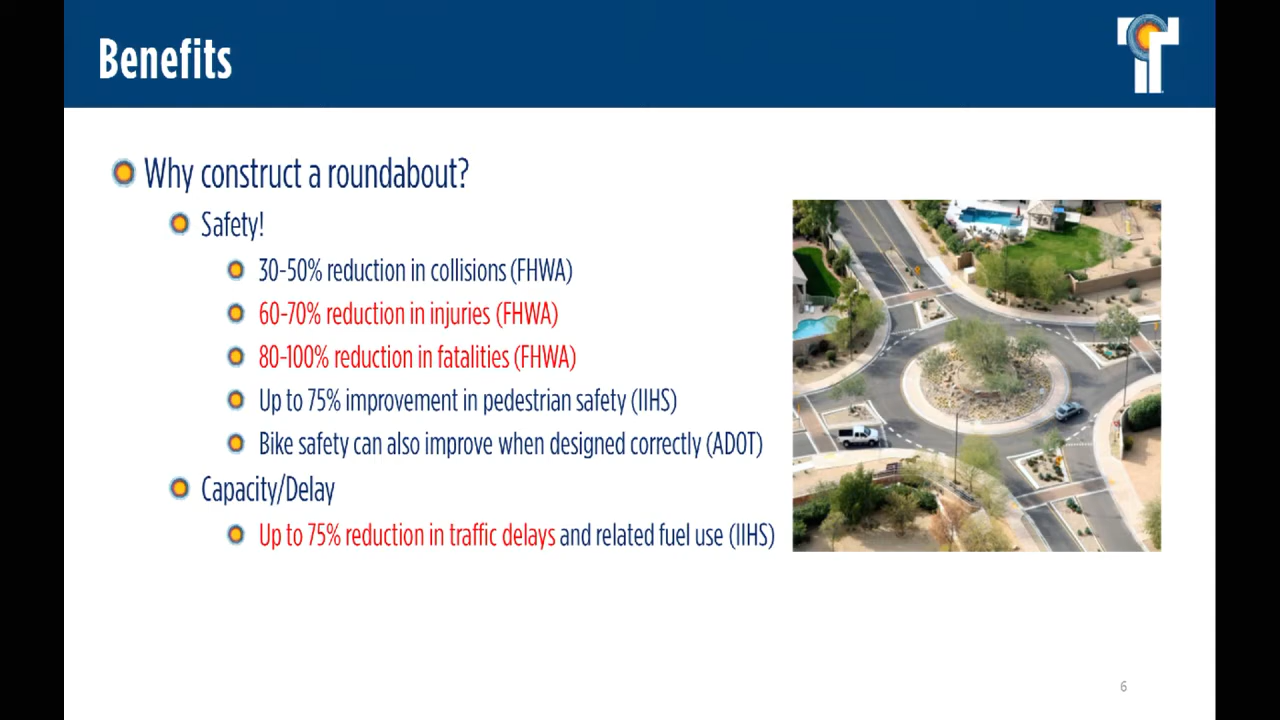 Benefits
Why construct a roundabout?
Safety!
30-50% reduction in collisions (FHWA)
60-70% reduction in injuries (FHWA)
80-100% reduction in fatalities (FHWA)
Up to 75% improvement in pedestrian safety (IIHS)
Bike safety can also improve when designed correctly (ADOT)
Capacity/Delay
Up to 75% reduction in traffic delays and related fuel use (IIHS)
6